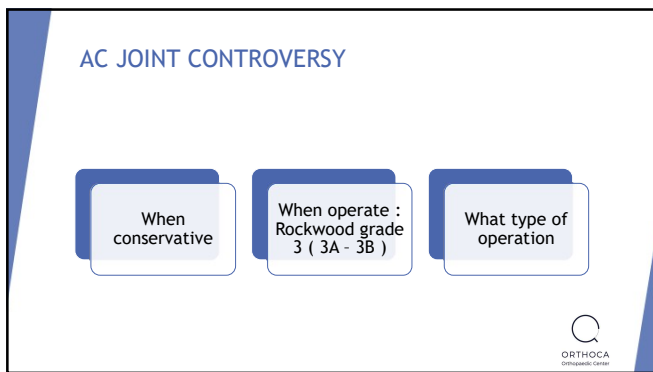 AC JOINT CONTROVERSY
When
conservative
When operate :
Rockwood grade
3 ( 3A – 3B )
What type of
operation
ORTHOCA
Orthopaedic Center